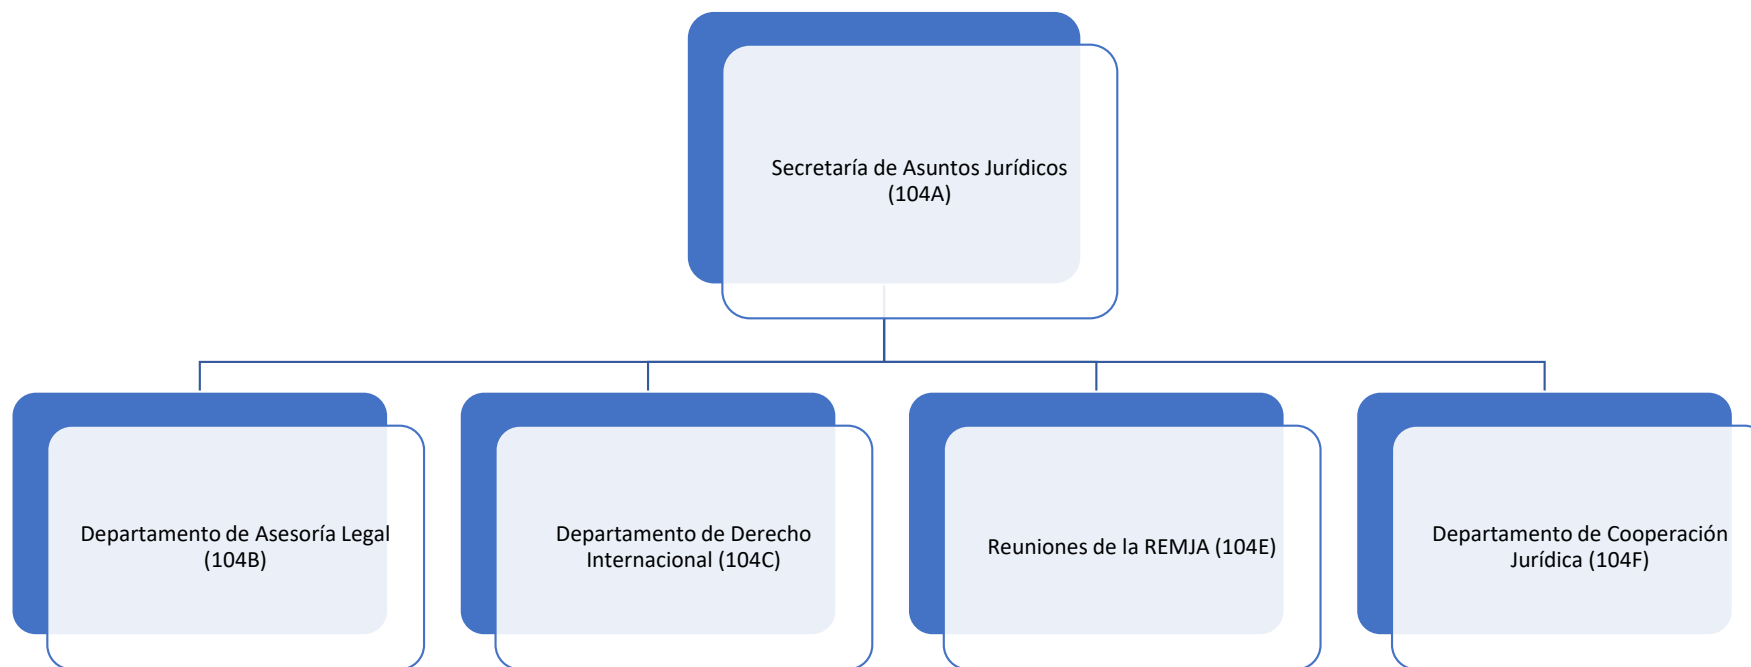 Secretaría de Asuntos Jurídicos
(104A)
Departamento de Asesoría Legal
(104B)
Departamento de Derecho
Internacional (104C)
Reuniones de la REMJA (104E)
Departamento de Cooperación
Jurídica (104F)